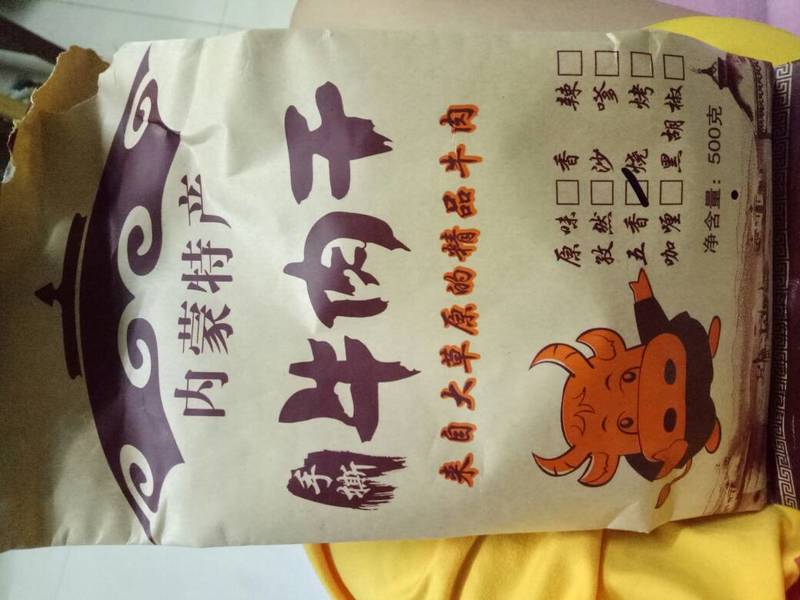 内蒙特产
手撕
牛肉干
来自大草原的精品牛肉
原味 香辣
孜然 沙嗲
五香 烧烤
咖喱 黑胡椒
净含量：500克